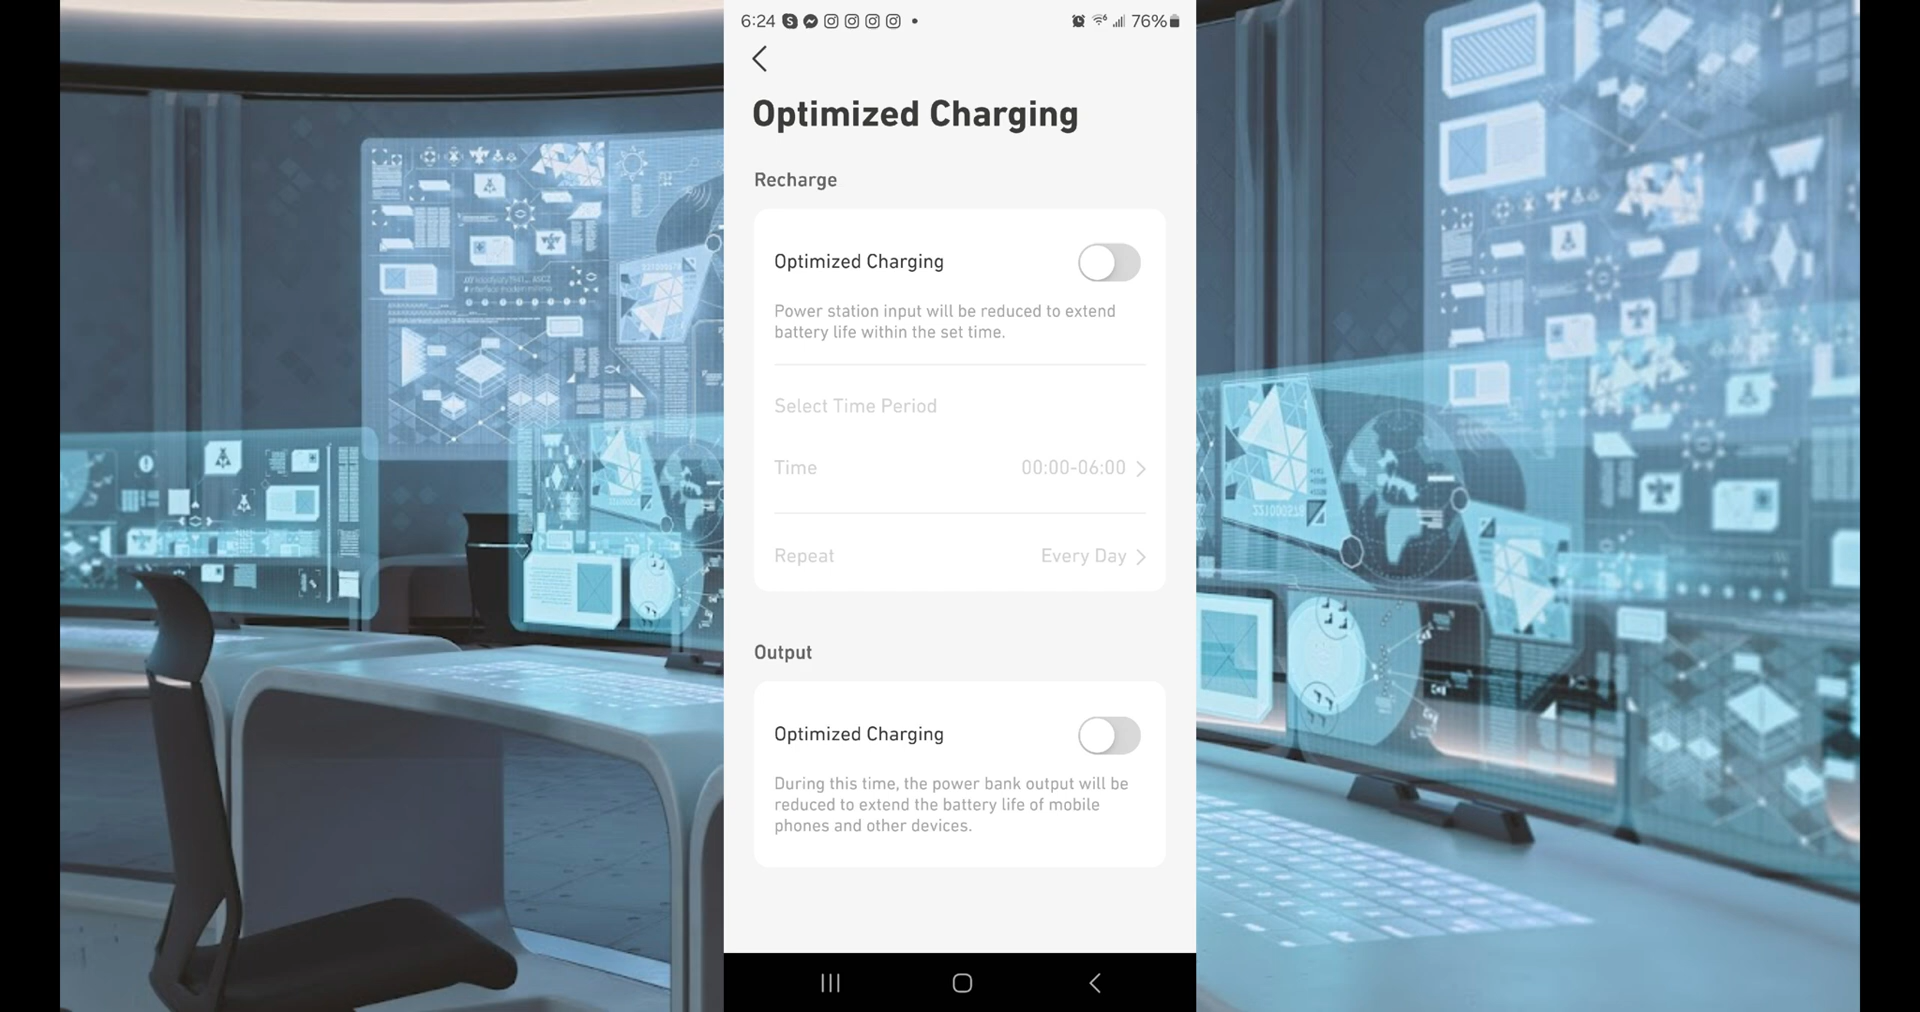 6:24
76%
Optimized Charging
Recharge
Optimized Charging
Power station input will be reduced to extend
battery life within the set time.
Select Time Period
Time 00:00-06:00
Repeat Every Day
Output
Optimized Charging
During this time, the power bank output will be
reduced to extend the battery life of mobile
phones and other devices.